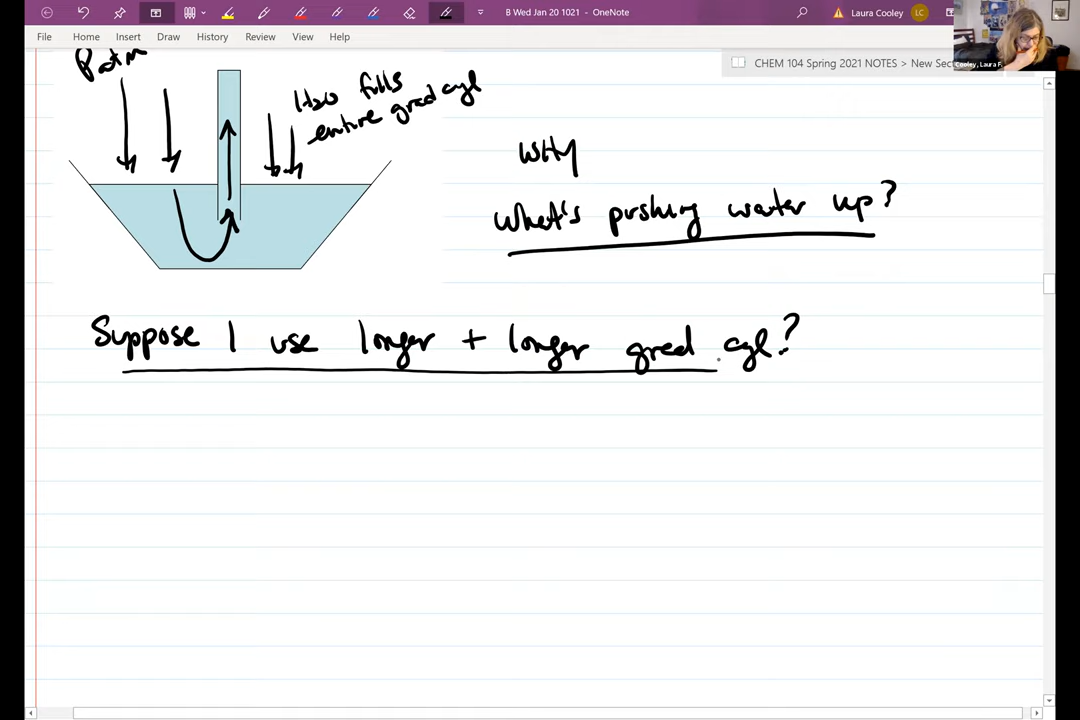 B Wed Jan 20 1021 - OneNote
Laura Cooley
LC
File Home Insert Draw History Review View Help
Cooley, Laura F.
CHEM 104 Spring 2021 NOTES > New Sec
Patm
H2O fills
entire grad cyl
WHY
What's pushing water up?
Suppose I use longer + longer grad cyl?